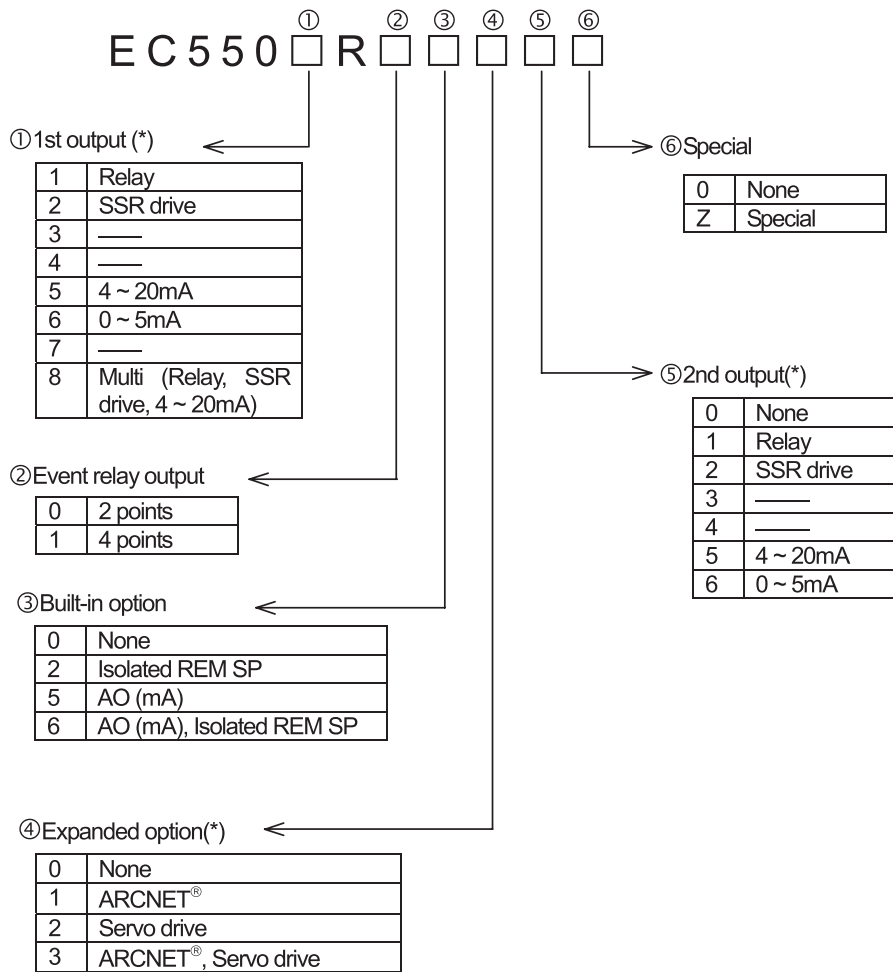 ① ② ③ ④ ⑤ ⑥
EC550□R□□□□□
①1st output (*)
1 Relay
2 SSR drive
3 ——
4 ——
5 4 ~ 20mA
6 0 ~ 5mA
7 ——
8 Multi (Relay, SSR
drive, 4 ~ 20mA)
②Event relay output
0 2 points
1 4 points
③Built-in option
0 None
2 Isolated REM SP
5 AO (mA)
6 AO (mA), Isolated REM SP
④Expanded option(*)
0 None
1 ARCNET®
2 Servo drive
3 ARCNET®, Servo drive
⑥Special
0 None
Z Special
⑤2nd output(*)
0 None
1 Relay
2 SSR drive
3 ——
4 ——
5 4 ~ 20mA
6 0 ~ 5mA